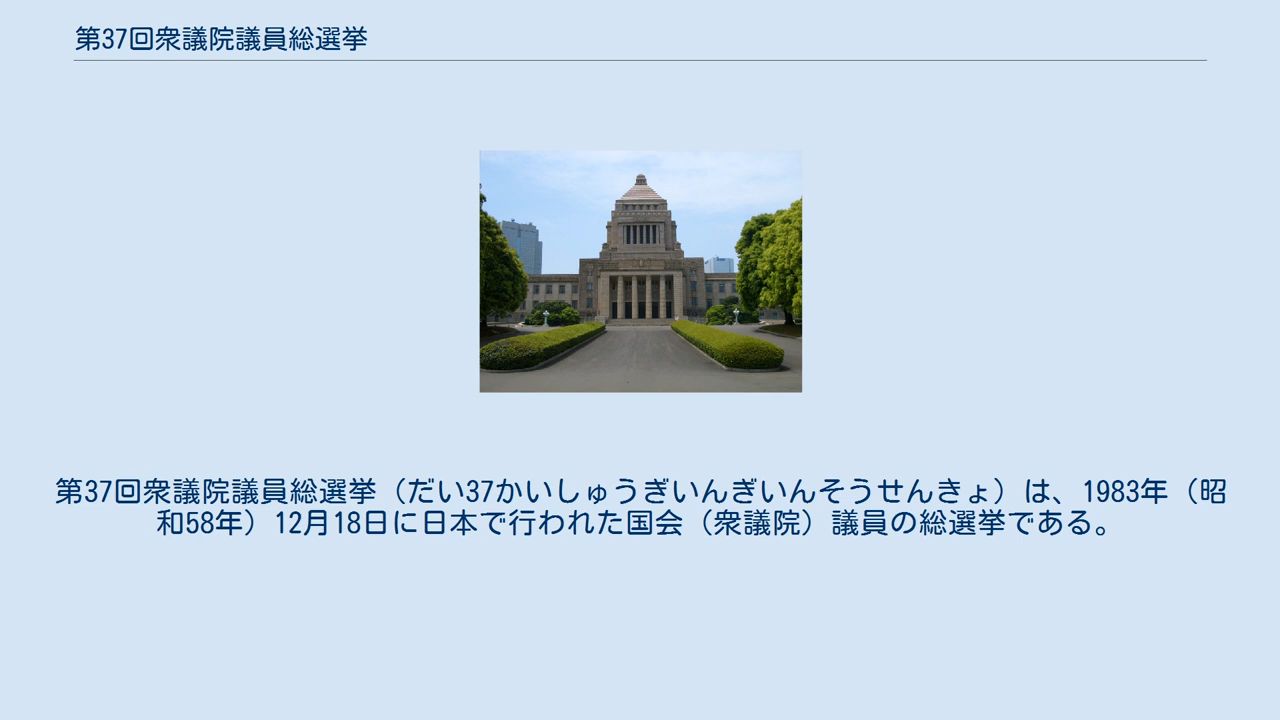 第37回衆議院議員総選挙
第37回衆議院議員総選挙（だい37かいしゅうぎいんぎいんそうせんきょ）は、1983年（昭
和58年）12月18日に日本で行われた国会（衆議院）議員の総選挙である。